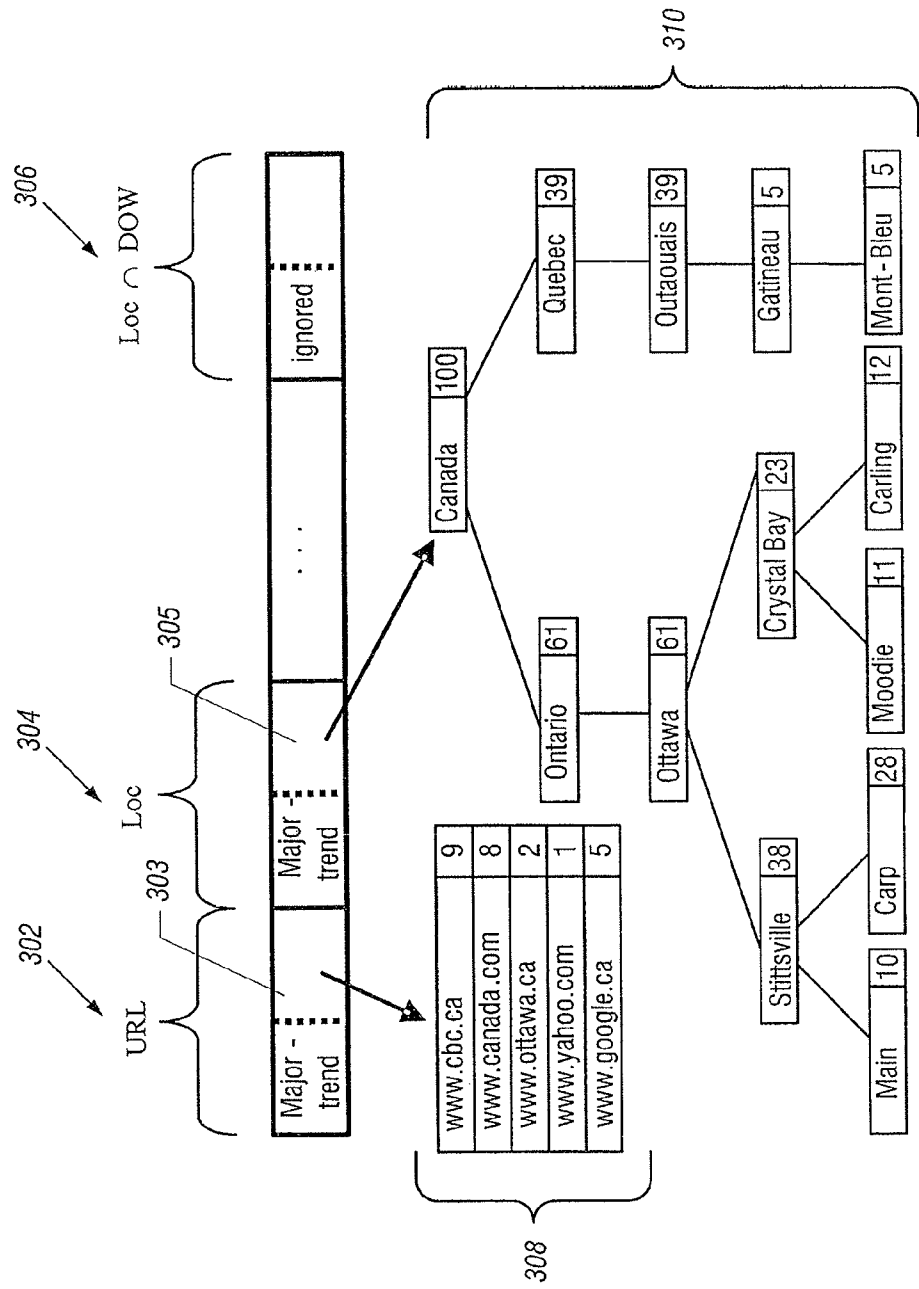 302
304
306
URL
Loc
Loc ∩ DOW
303
305
Major-
trend
Major-
trend
. . .
ignored
308
www.cbc.ca 9
www.canada.com 8
www.ottawa.ca 2
www.yahoo.com 1
www.google.ca 5
Canada 100
310
Ontario 61
Quebec 39
Ottawa 61
Outaouais 39
Stittsville 38
Crystal Bay 23
Gatineau 5
Main 10
Carp 28
Moodie 11
Carling 12
Mont-Bleu 5